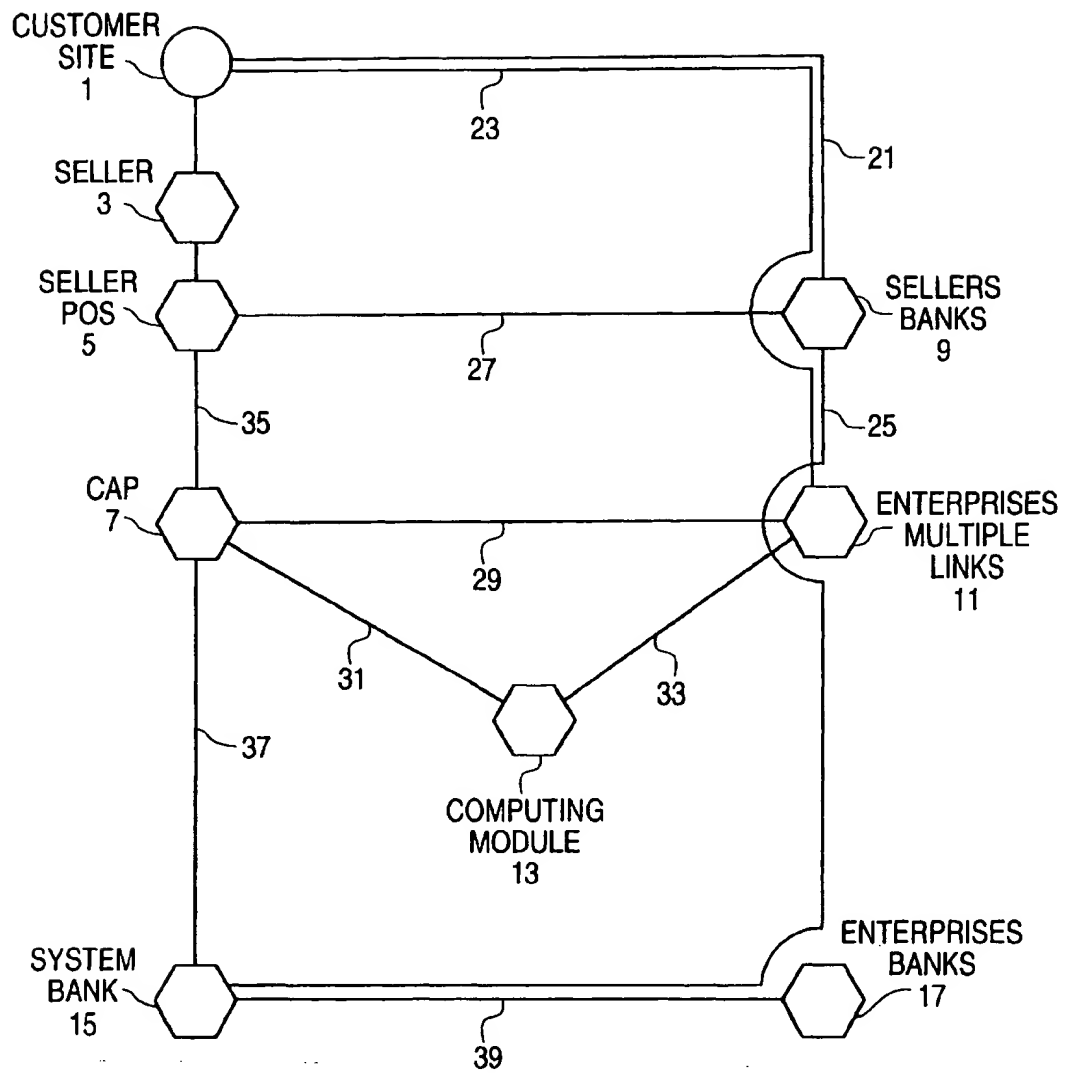 CUSTOMER
SITE
1
23
21
SELLER
3
SELLER
POS
5
SELLERS
BANKS
9
27
35
25
CAP
7
ENTERPRISES
MULTIPLE
LINKS
11
29
31
33
37
COMPUTING
MODULE
13
SYSTEM
BANK
15
ENTERPRISES
BANKS
17
39